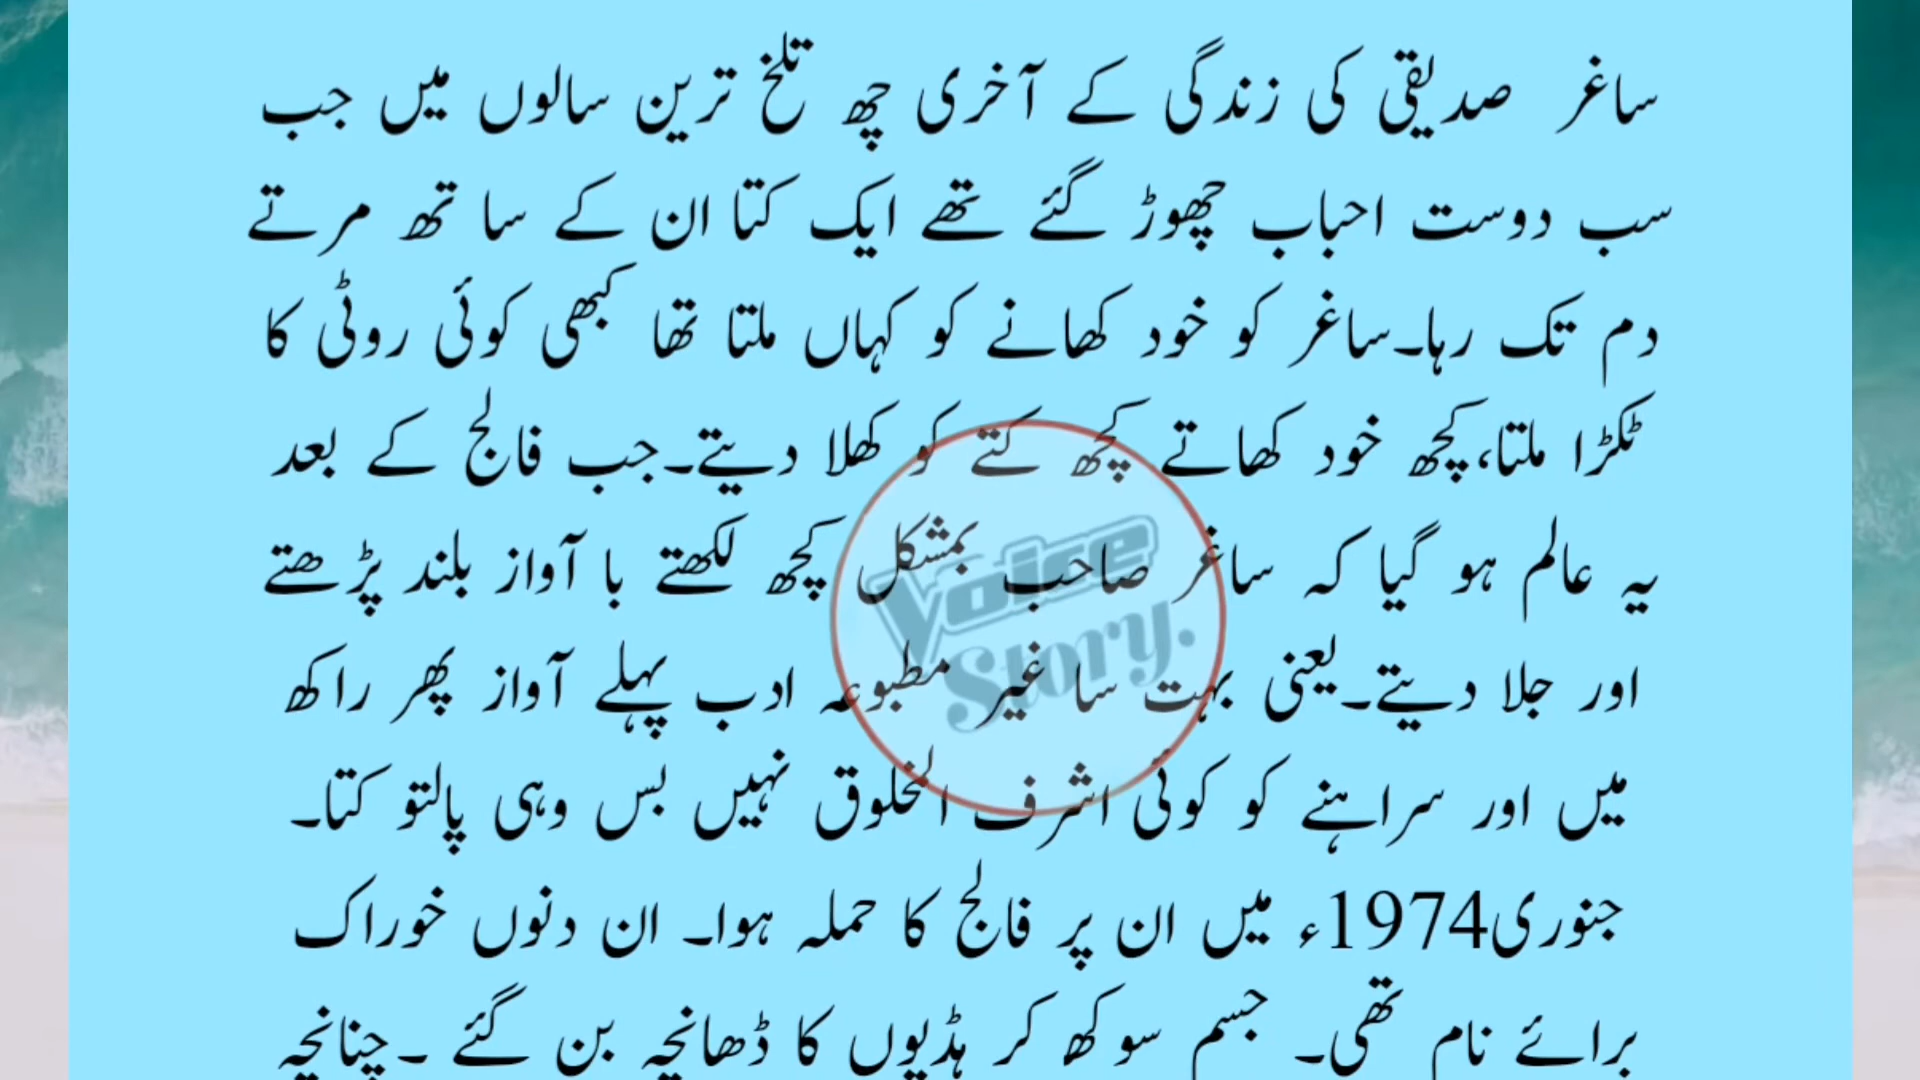 ساغر صدیقی کی زندگی کے آخری چھ تلخ ترین سالوں میں جب
سب دوست احباب چھوڑ گئے تھے ایک کتا ان کے سا تھ مرتے
دم تک رہا۔ساغر کو خود کھانے کو کہاں ملتا تھا کبھی کوئی روٹی کا
ٹکڑا ملتا،کچھ خود کھاتے کچھ کتے کو کھلا دیتے۔جب فالج کے بعد
یہ عالم ہو گیا کہ ساغر صاحب بمشکل کچھ لکھتے با آواز بلند پڑھتے
اور جلا دیتے۔یعنی بہت سا غیر مطبوعہ ادب پہلے آواز پھر راکھ
میں اور سراہنے کو کوئی اشرف المخلوق نہیں بس وہی پالتو کتا۔
جنوری1974ء میں ان پر فالج کا حملہ ہوا۔ ان دنوں خوراک
برائے نام تھی۔ جسم سوکھ کر ہڈیوں کا ڈھانچہ بن گئے ۔چنانچہ
Voice
Story.